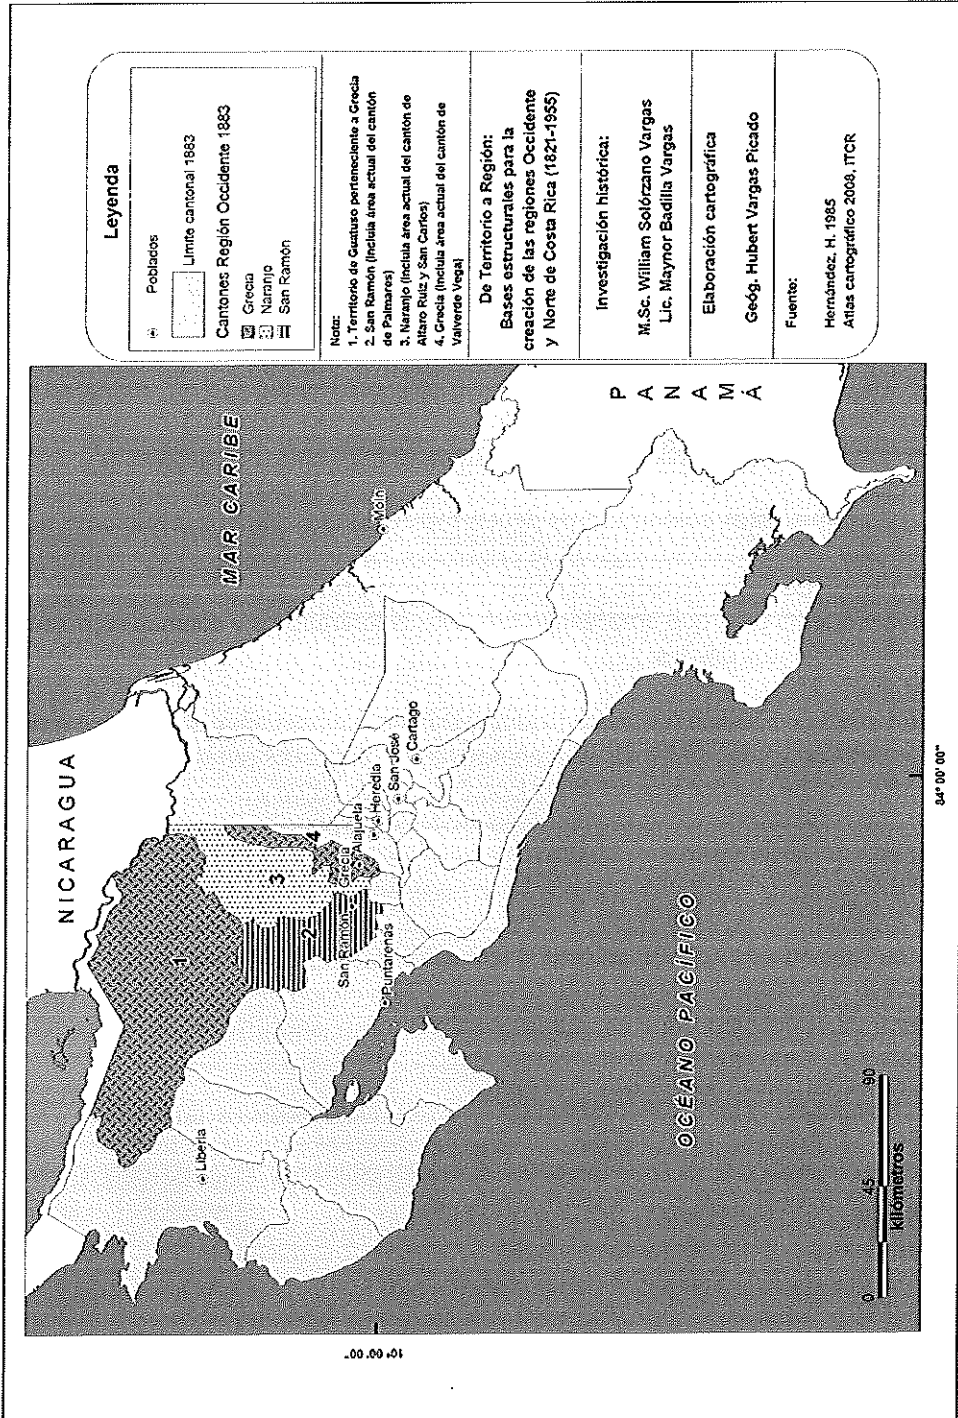 NICARAGUA
MAR CARIBE
PANAMÁ
OCÉANO PACÍFICO
Liberia
Puntarenas
San Ramón
Grecia
Alajuela
Heredia
San José
Cartago
Moín
1
2
3
4
0 45 90
kilómetros
10° 00' 00"
84° 00' 00"
Leyenda
Poblados
Límite cantonal 1883
Cantones Región Occidente 1883
Grecia
Naranjo
San Ramón
Nota:
1. Territorio de Guatuso perteneciente a Grecia
2. San Ramón (Incluía área actual del cantón
de Palmares)
3. Naranjo (Incluía área actual del cantón de
Alfaro Ruiz y San Carlos)
4. Grecia (Incluía área actual del cantón de
Valverde Vega)
De Territorio a Región:
Bases estructurales para la
creación de las regiones Occidente
y Norte de Costa Rica (1821-1955)
Investigación histórica:
M.Sc. William Solórzano Vargas
Lic. Maynor Badilla Vargas
Elaboración cartográfica
Geóg. Hubert Vargas Picado
Fuente:
Hernández, H. 1985
Atlas cartográfico 2008, ITCR